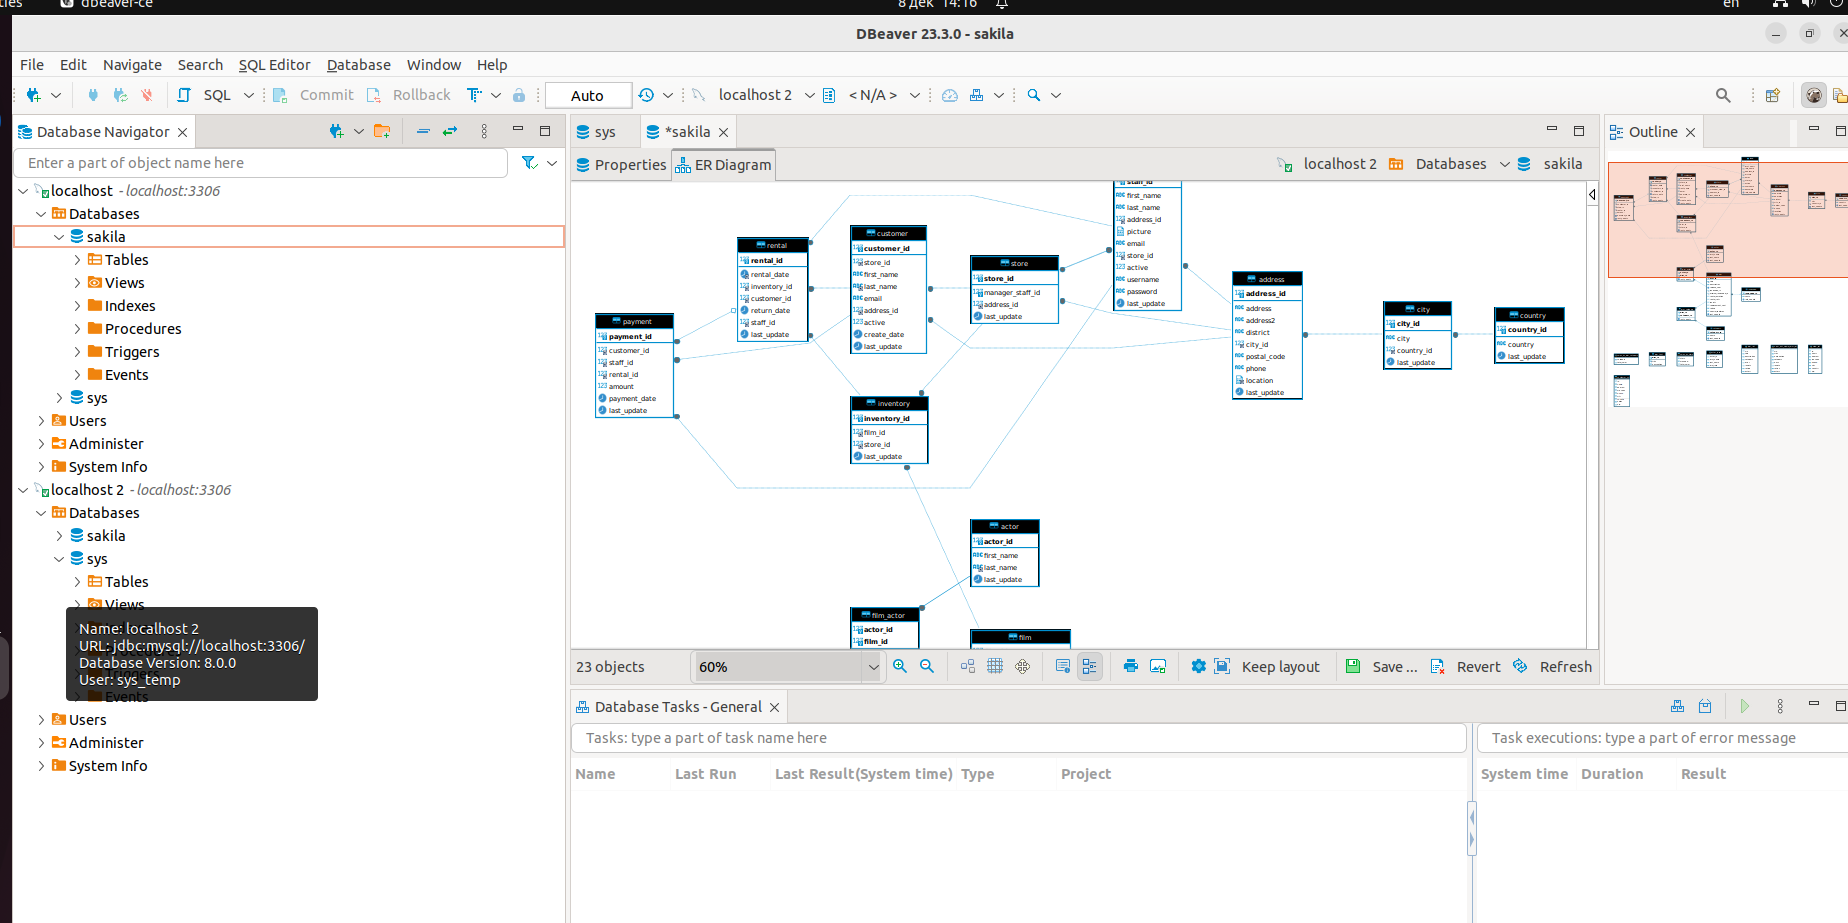 dbeaver-ce
8 дек 14:16
en
DBeaver 23.3.0 - sakila
File Edit Navigate Search SQL Editor Database Window Help
SQL Commit Rollback Auto localhost 2 < N/A >
Database Navigator
Enter a part of object name here
localhost - localhost:3306
Databases
sakila
Tables
Views
Indexes
Procedures
Triggers
Events
sys
Users
Administer
System Info
localhost 2 - localhost:3306
Databases
sakila
sys
Tables
Views
Name: localhost 2
URL: jdbc:mysql://localhost:3306/
Database Version: 8.0.0
User: sys_temp
Events
Users
Administer
System Info
sys *sakila
Properties ER Diagram localhost 2 Databases sakila
payment
payment_id
customer_id
staff_id
rental_id
amount
payment_date
last_update
rental
rental_id
rental_date
inventory_id
customer_id
return_date
staff_id
last_update
customer
customer_id
store_id
first_name
last_name
email
address_id
active
create_date
last_update
store
store_id
manager_staff_id
address_id
last_update
staff_id
first_name
last_name
address_id
picture
email
store_id
active
username
password
last_update
address
address_id
address
address2
district
city_id
postal_code
phone
location
last_update
city
city_id
city
country_id
last_update
country
country_id
country
last_update
inventory
inventory_id
film_id
store_id
last_update
actor
actor_id
first_name
last_name
last_update
film_actor
actor_id
film_id
film
23 objects 60% Keep layout Save ... Revert Refresh
Outline
Database Tasks - General
Tasks: type a part of task name here
Name Last Run Last Result(System time) Type Project
Task executions: type a part of error message
System time Duration Result